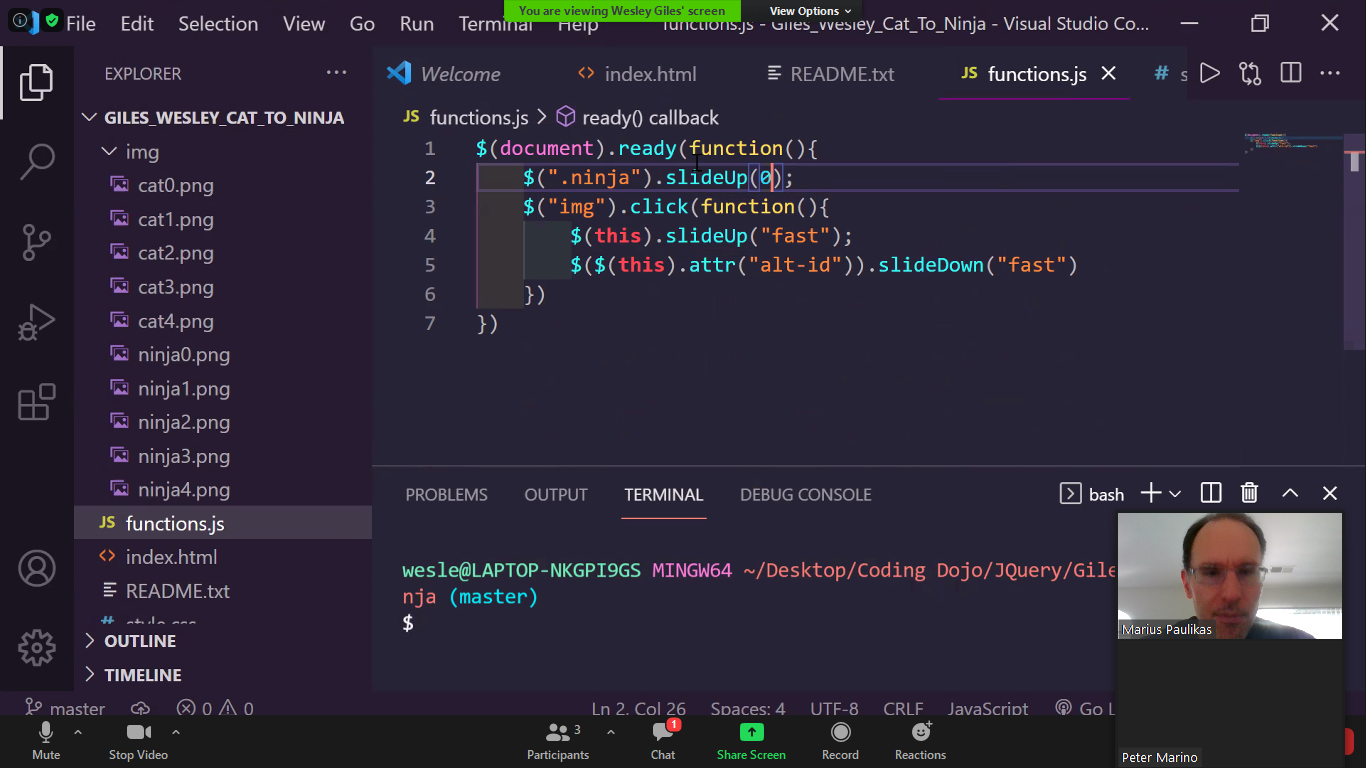 You are viewing Wesley Giles' screen
View Options
File Edit Selection View Go Run Terminal Help functions.js - Giles_Wesley_Cat_To_Ninja - Visual Studio Co...
EXPLORER
Welcome index.html README.txt functions.js s
GILES_WESLEY_CAT_TO_NINJA
functions.js > ready() callback
img
cat0.png
cat1.png
cat2.png
cat3.png
cat4.png
ninja0.png
ninja1.png
ninja2.png
ninja3.png
ninja4.png
functions.js
index.html
README.txt
style.css
OUTLINE
TIMELINE
1 $(document).ready(function(){
2 $(".ninja").slideUp(0);
3 $("img").click(function(){
4 $(this).slideUp("fast");
5 $($(this).attr("alt-id")).slideDown("fast")
6 })
7 })
PROBLEMS OUTPUT TERMINAL DEBUG CONSOLE bash
wesle@LAPTOP-NKGPI9GS MINGW64 ~/Desktop/Coding Dojo/JQuery/Gile
nja (master)
$
Marius Paulikas
Peter Marino
master 0 0 Ln 2, Col 26 Spaces: 4 UTF-8 CRLF JavaScript Go L
Mute Stop Video Participants 3 Chat 1 Share Screen Record Reactions